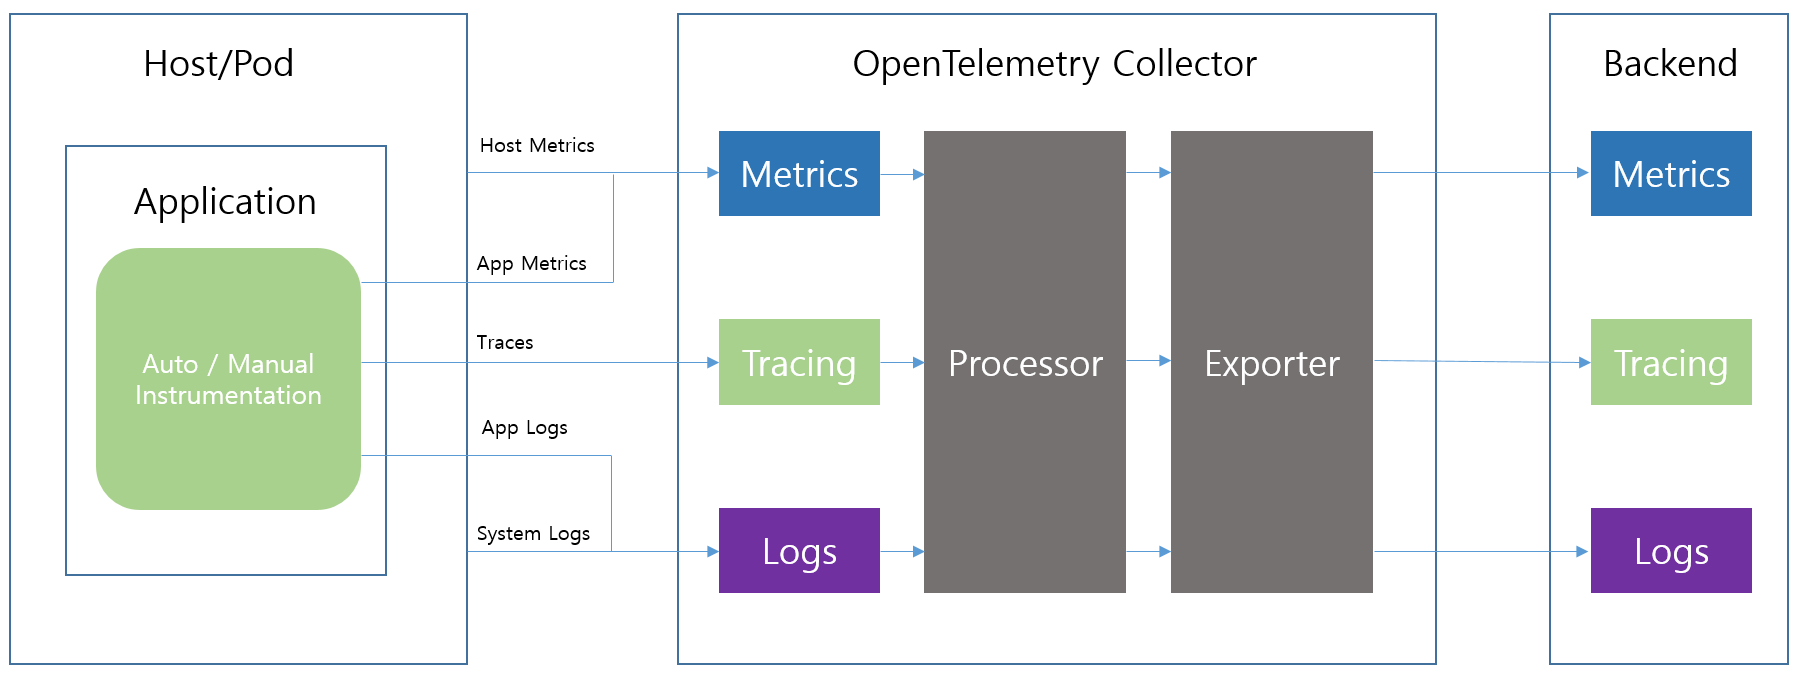 Host/Pod
Application
Auto / Manual
Instrumentation
Host Metrics
App Metrics
Traces
App Logs
System Logs
OpenTelemetry Collector
Metrics
Tracing
Logs
Processor
Exporter
Backend
Metrics
Tracing
Logs